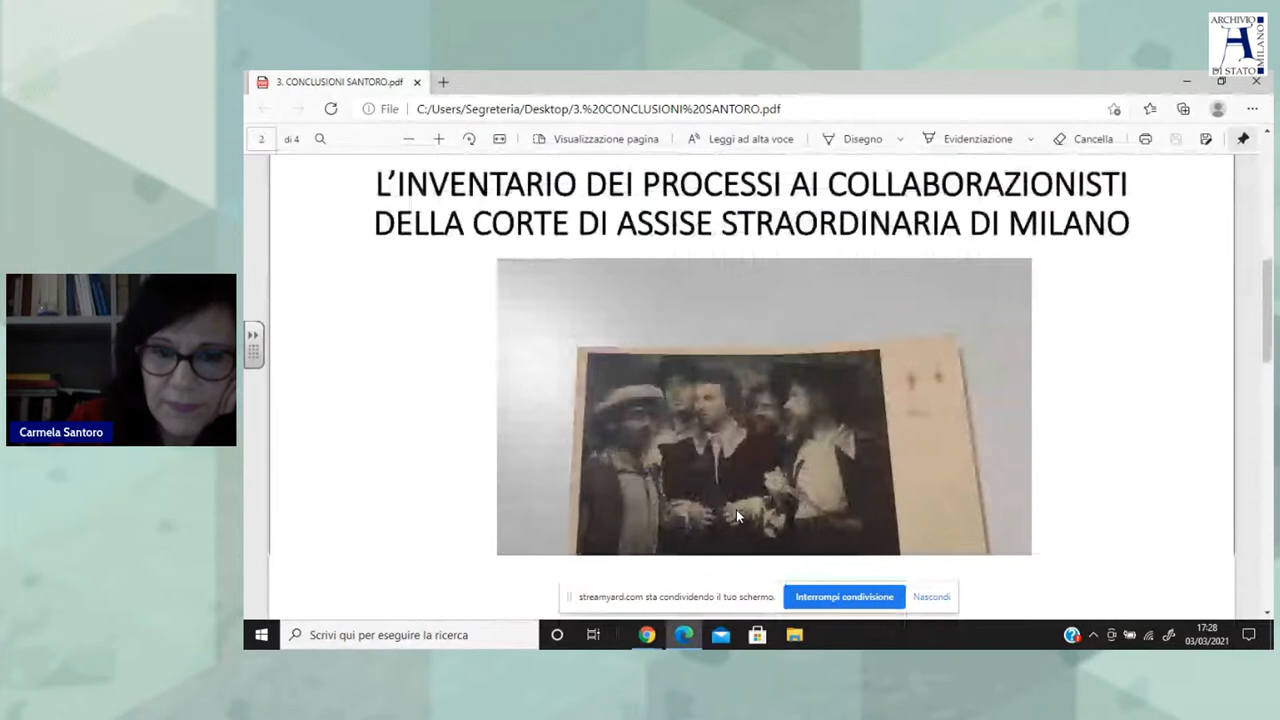 ARCHIVIO
DI STATO
MILANO
3. CONCLUSIONI SANTORO.pdf
File
C:/Users/Segreteria/Desktop/3.%20CONCLUSIONI%20SANTORO.pdf
2
di 4
Visualizzazione pagina
Leggi ad alta voce
Disegno
Evidenziazione
Cancella
L'INVENTARIO DEI PROCESSI AI COLLABORAZIONISTI
DELLA CORTE DI ASSISE STRAORDINARIA DI MILANO
Carmela Santoro
streamyard.com sta condividendo il tuo schermo.
Interrompi condivisione
Nascondi
Scrivi qui per eseguire la ricerca
17:28
03/03/2021